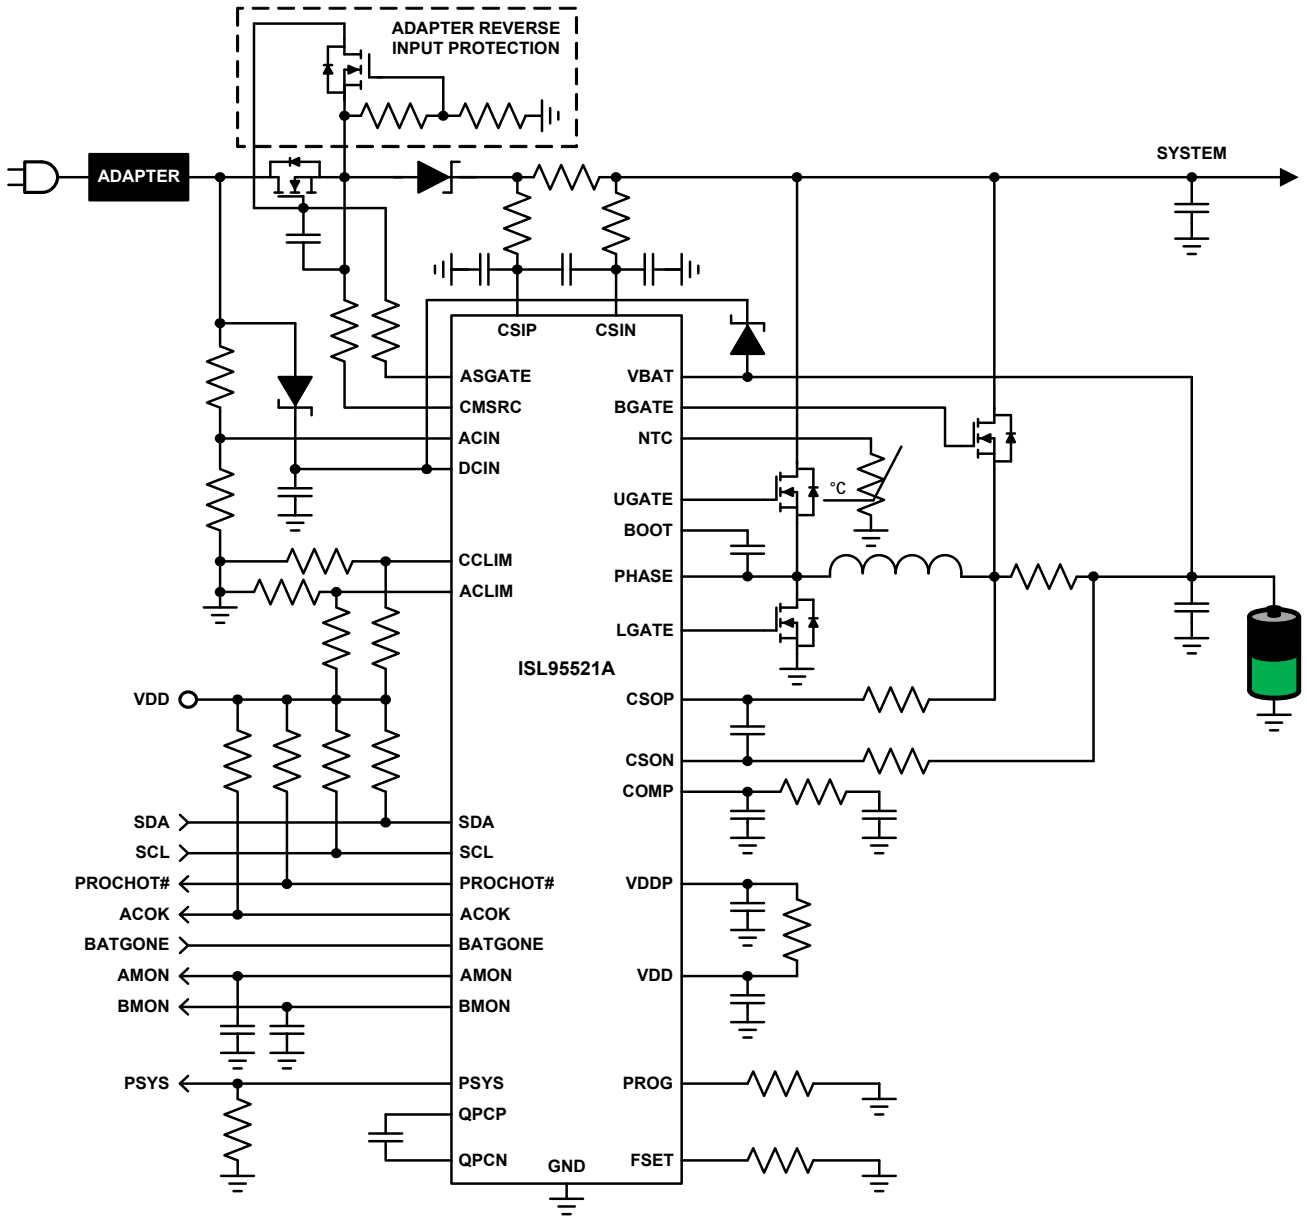 ADAPTER REVERSE
INPUT PROTECTION
ADAPTER
SYSTEM
CSIP
CSIN
ASGATE
VBAT
CMSRC
BGATE
ACIN
NTC
DCIN
°C
UGATE
BOOT
CCLIM
PHASE
ACLIM
LGATE
ISL95521A
VDD
CSOP
CSON
COMP
SDA
SDA
SCL
SCL
PROCHOT#
PROCHOT#
VDDP
ACOK
ACOK
BATGONE
BATGONE
AMON
AMON
VDD
BMON
BMON
PSYS
PSYS
PROG
QPCP
QPCN
GND
FSET